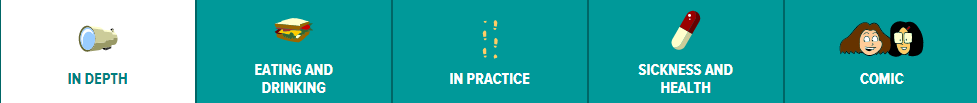 IN DEPTH
EATING AND
DRINKING
IN PRACTICE
SICKNESS AND
HEALTH
COMIC